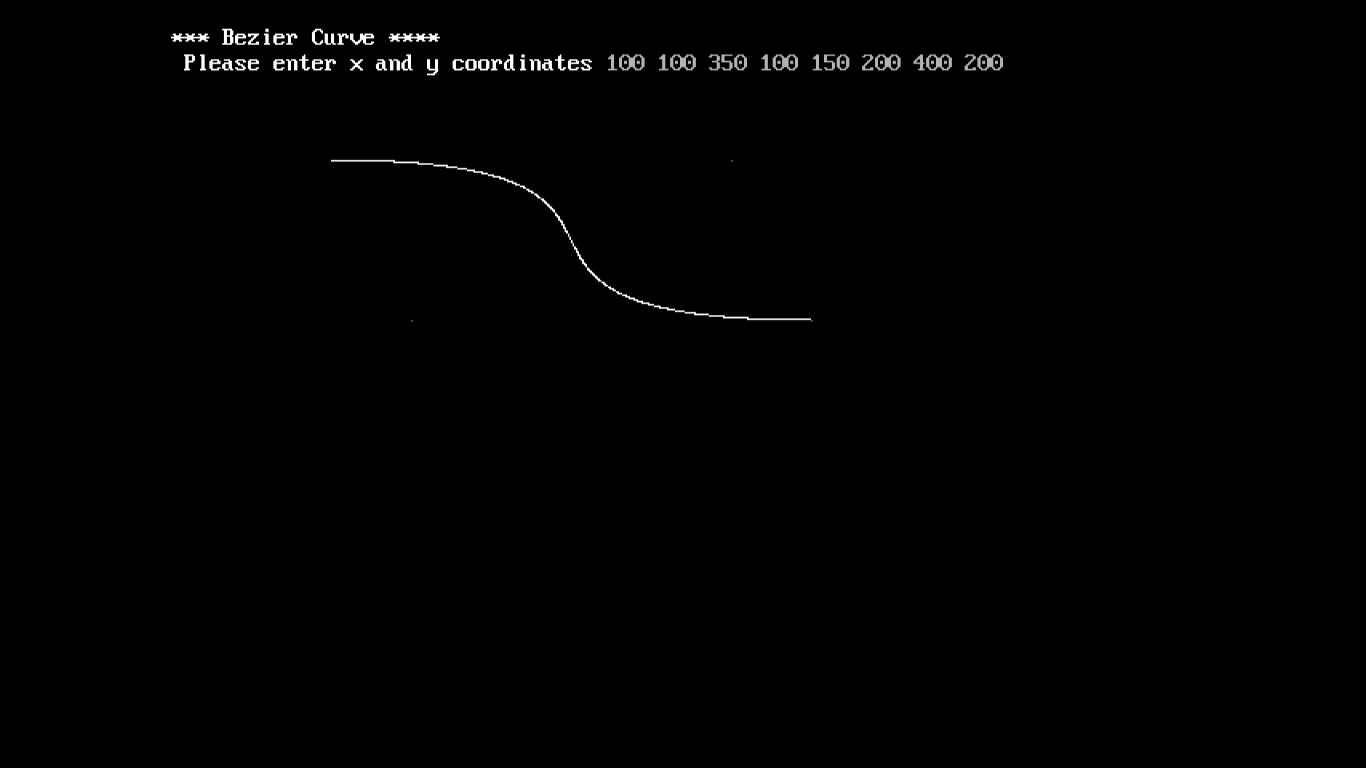 *** Bezier Curve ****
Please enter x and y coordinates 100 100 350 100 150 200 400 200